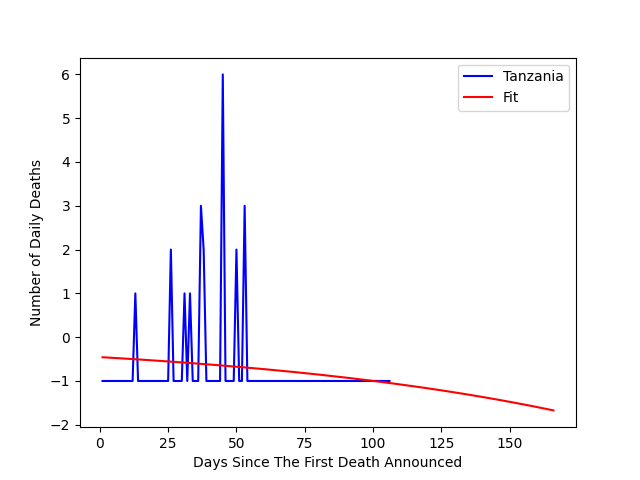 Tanzania
Fit
6
5
4
3
2
1
0
−1
−2
Number of Daily Deaths
0 25 50 75 100 125 150
Days Since The First Death Announced